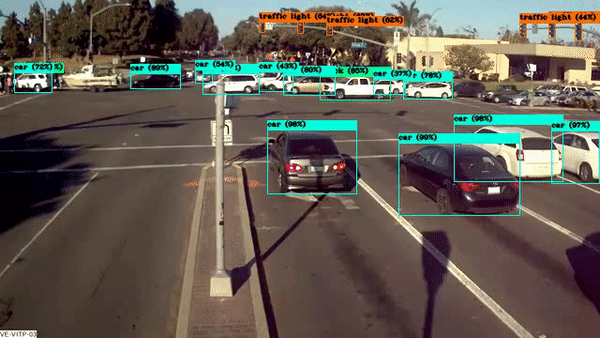 traffic light (62%)
traffic light (44%)
car (72%)
car (89%)
car (54%)
car (43%)
(60%)
(85%)
car (37%)
(78%)
car (98%)
car (98%)
car (99%)
car (97%)
VE-VITP-03